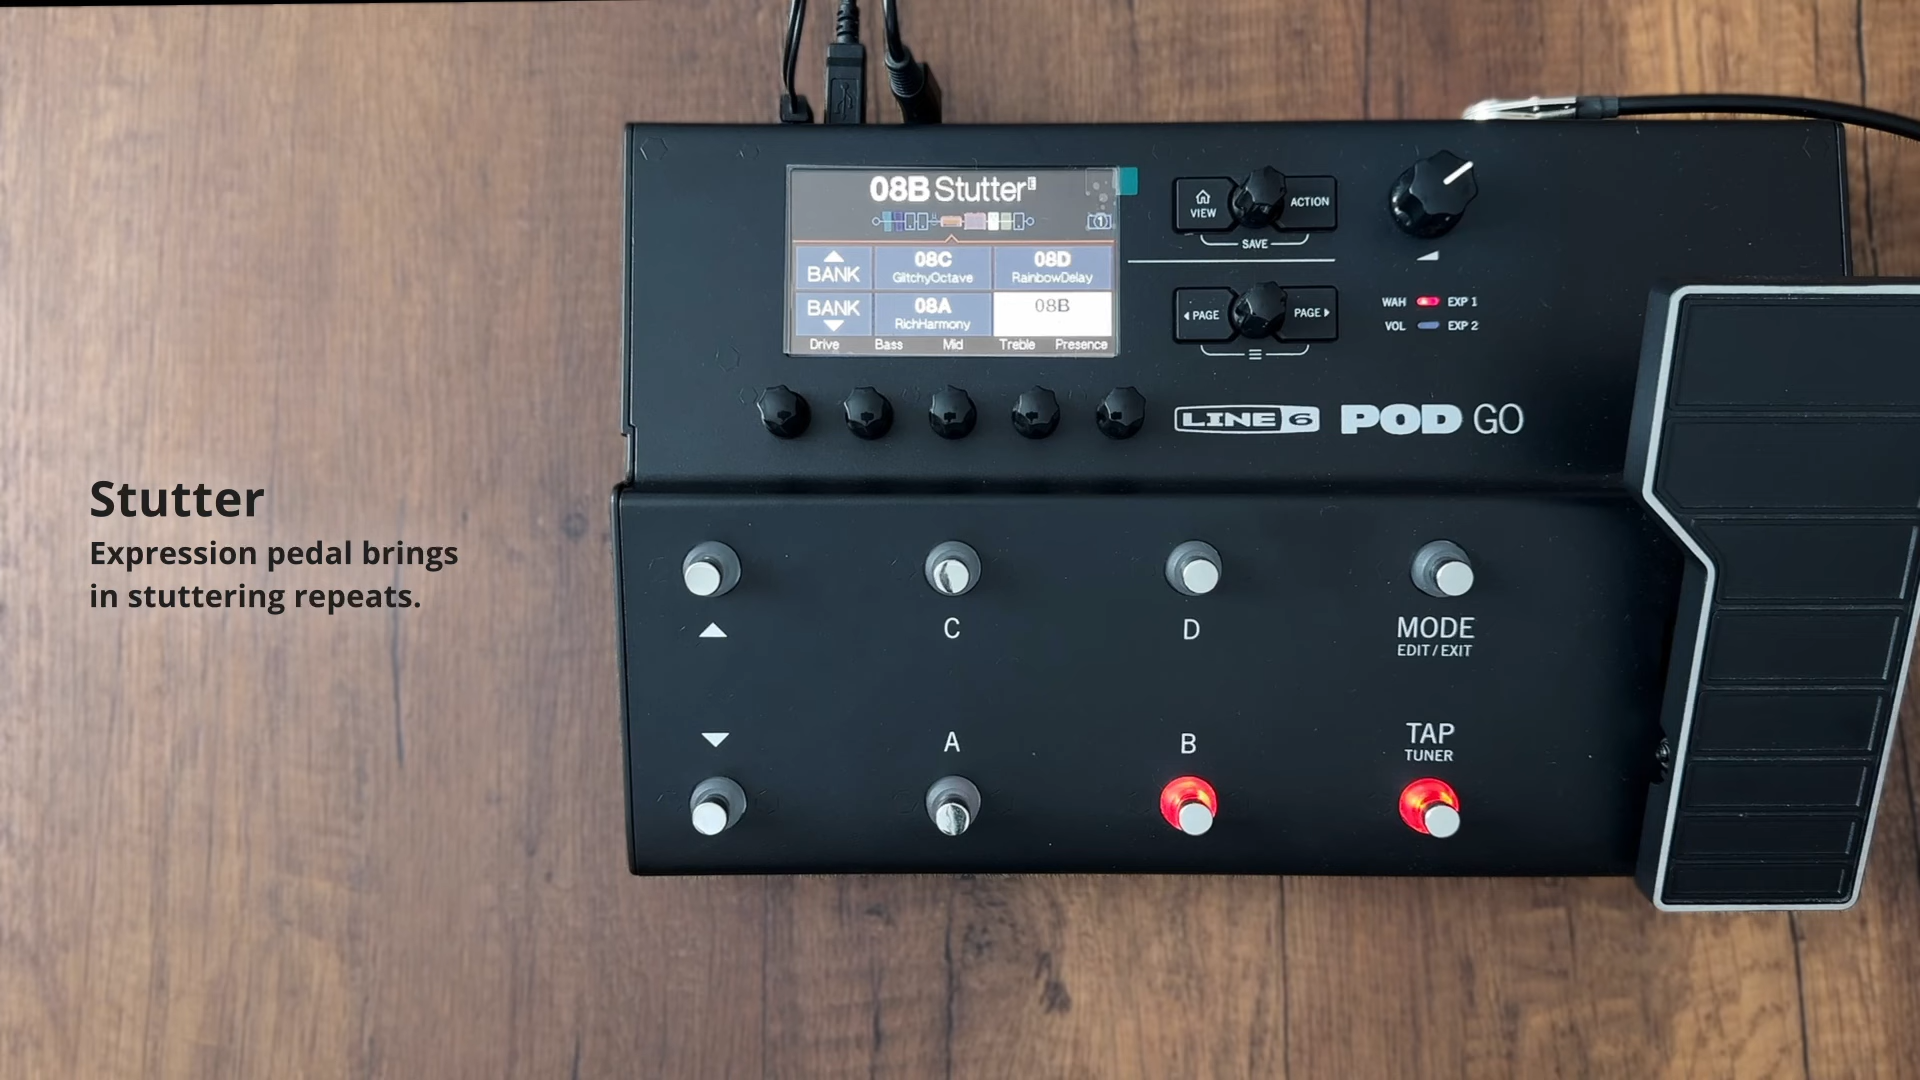 08B Stutter E
1
BANK
08C
GlitchyOctave
08D
RainbowDelay
BANK
08A
RichHarmony
08B
Drive Bass Mid Treble Presence
VIEW
ACTION
SAVE
PAGE
PAGE
WAH EXP 1
VOL EXP 2
LINE 6 POD GO
Stutter
Expression pedal brings
in stuttering repeats.
C
D
MODE
EDIT / EXIT
A
B
TAP
TUNER